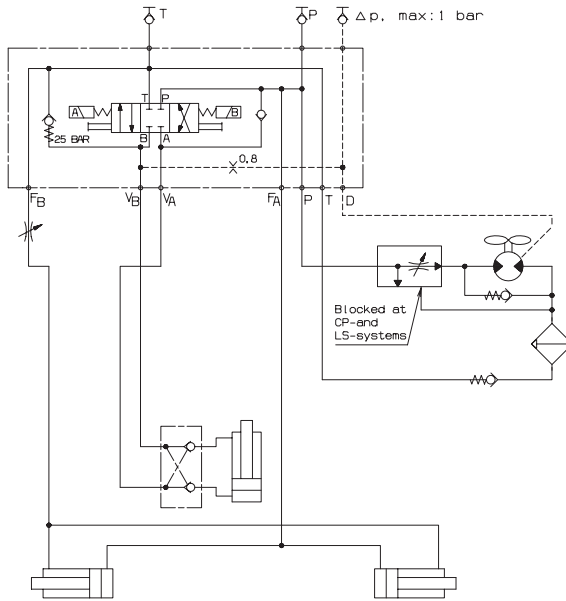 T
P
Δp, max:1 bar
T P
A
B
25 BAR
B A
0,8
FB
VB
VA
FA
P
T
D
Blocked at
CP-and
LS-systems